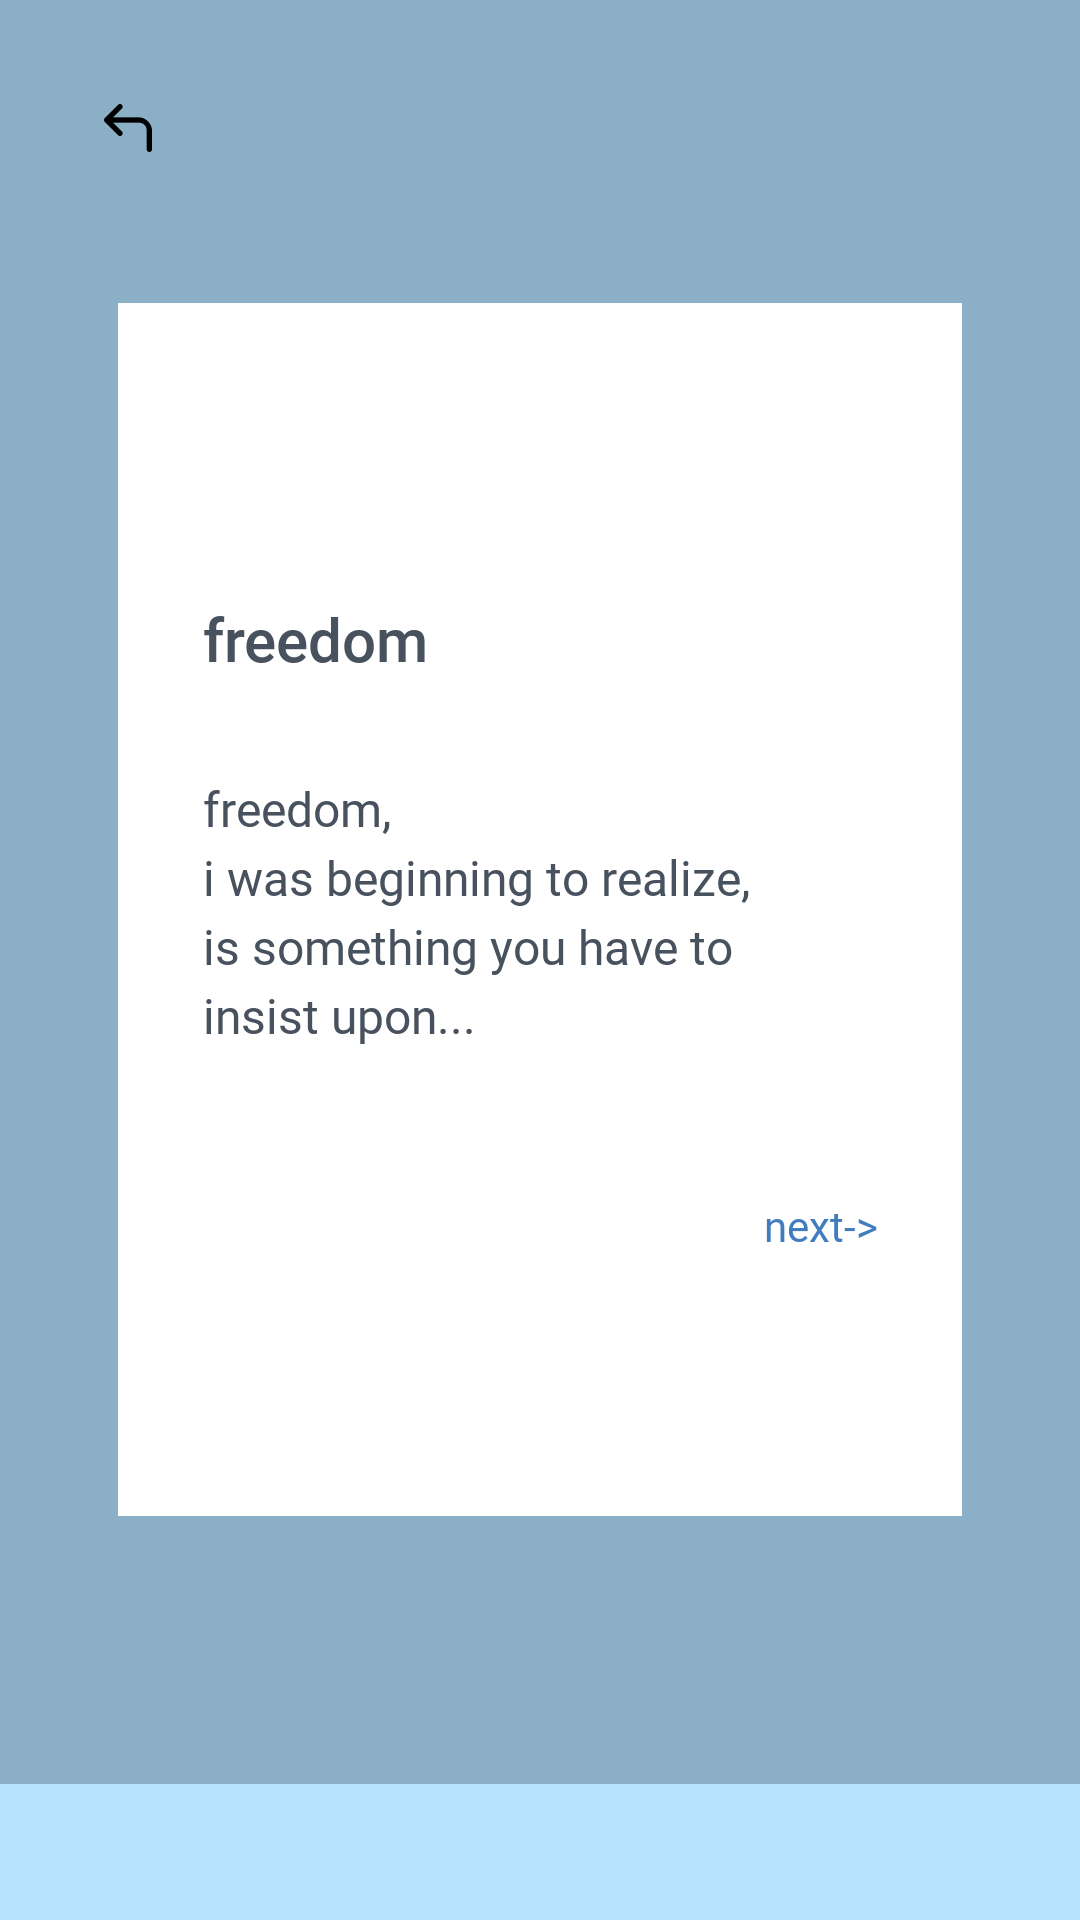 freedom
freedom,
i was beginning to realize,
is something you have to
insist upon...
next->